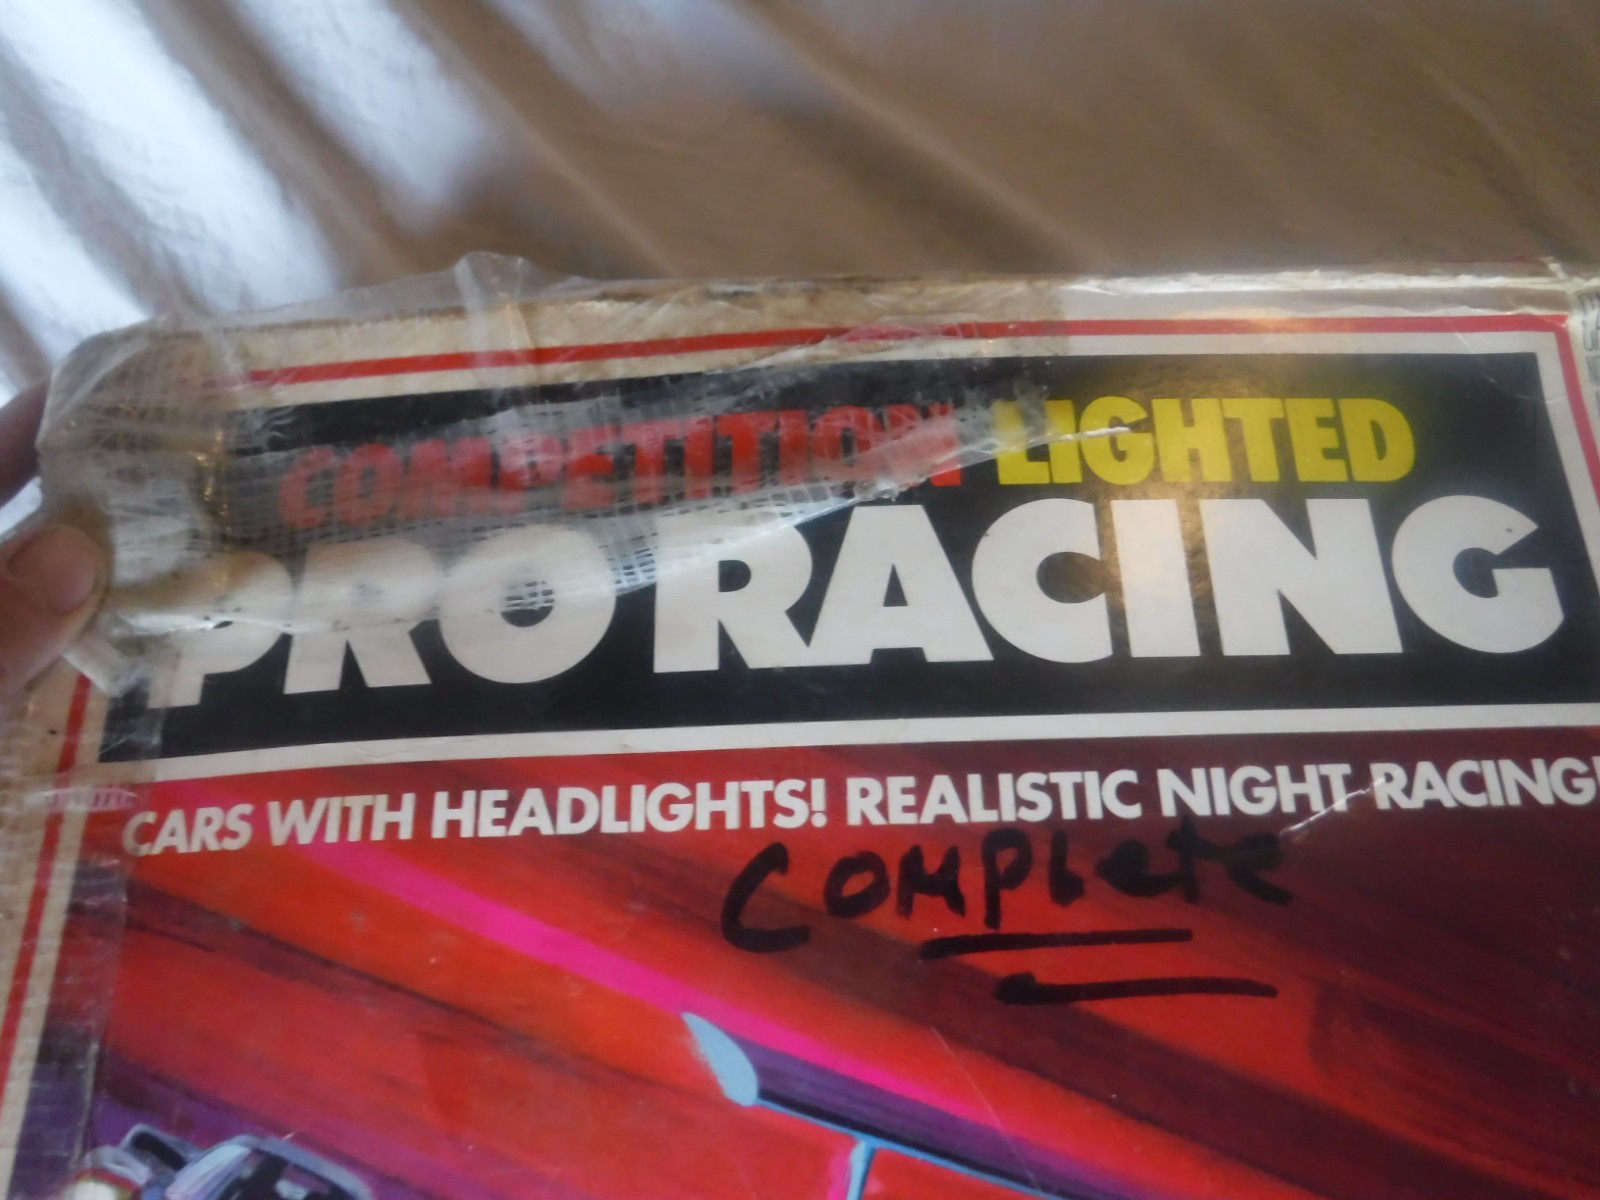 COMPETITION LIGHTED
PRO RACING
CARS WITH HEADLIGHTS! REALISTIC NIGHT RACING!
Complete